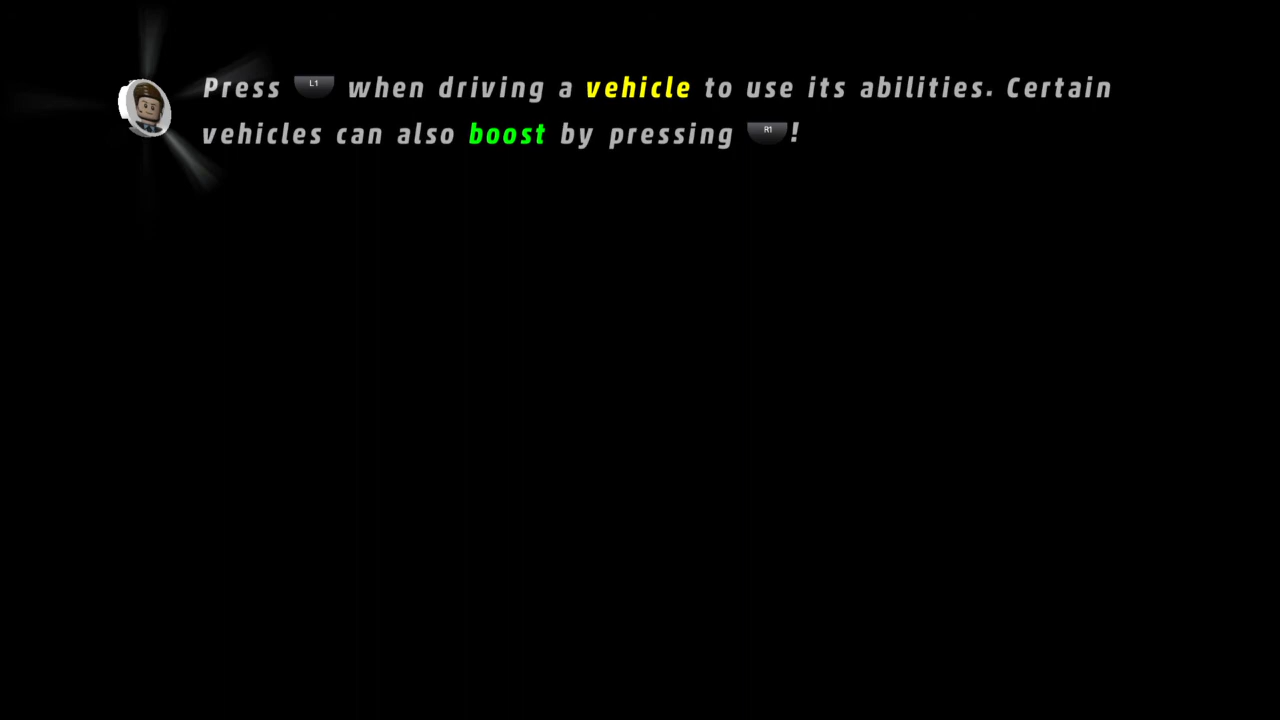 Press L1 when driving a vehicle to use its abilities. Certain
vehicles can also boost by pressing R1!